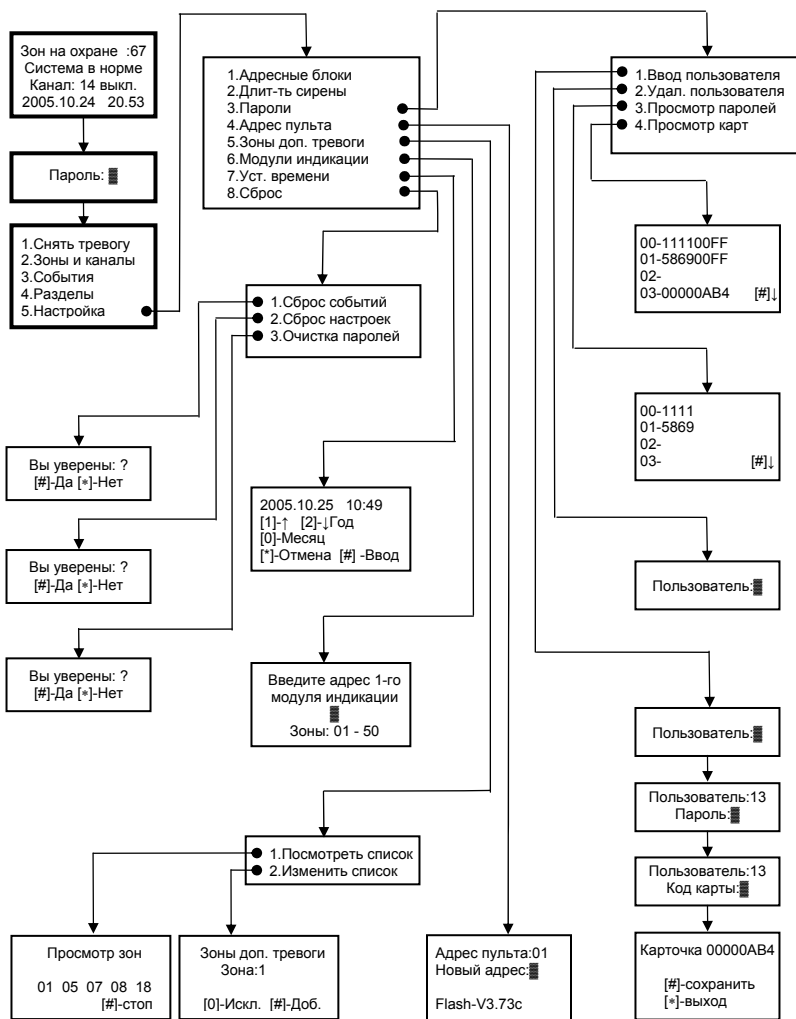 Зон на охране :67
Система в норме
Канал: 14 выкл.
2005.10.24 20.53
Пароль:
1.Снять тревогу
2.Зоны и каналы
3.События
4.Разделы
5.Настройка
1.Адресные блоки
2.Длит-ть сирены
3.Пароли
4.Адрес пульта
5.Зоны доп. тревоги
6.Модули индикации
7.Уст. времени
8.Сброс
1.Ввод пользователя
2.Удал. пользователя
3.Просмотр паролей
4.Просмотр карт
00-111100FF
01-586900FF
02-
03-00000AB4 [#]↓
1.Сброс событий
2.Сброс настроек
3.Очистка паролей
00-1111
01-5869
02-
03- [#]↓
Вы уверены: ?
[#]-Да [*]-Нет
Вы уверены: ?
[#]-Да [*]-Нет
Вы уверены: ?
[#]-Да [*]-Нет
2005.10.25 10:49
[1]-↑ [2]-↓Год
[0]-Месяц
[*]-Отмена [#] -Ввод
Пользователь:
Введите адрес 1-го
модуля индикации
Зоны: 01 - 50
Пользователь:
Пользователь:13
Пароль:
Пользователь:13
Код карты:
Карточка 00000AB4
[#]-сохранить
[*]-выход
1.Посмотреть список
2.Изменить список
Просмотр зон
01 05 07 08 18
[#]-стоп
Зоны доп. тревоги
Зона:1
[0]-Искл. [#]-Доб.
Адрес пульта:01
Новый адрес:
Flash-V3.73c